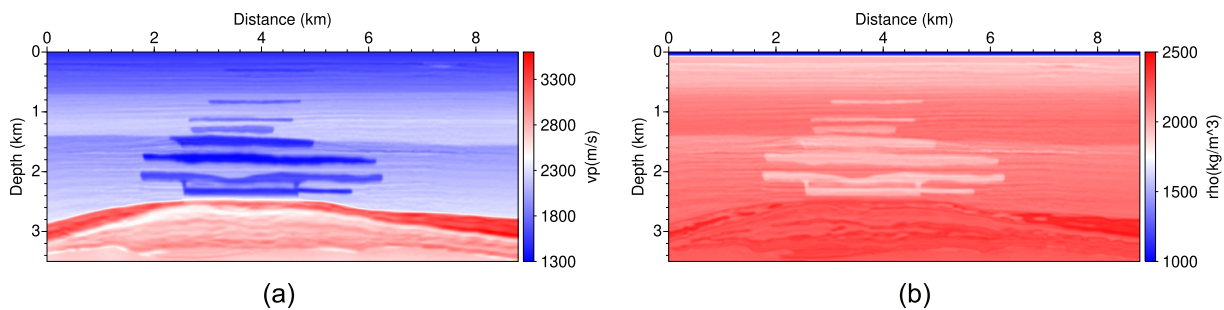 Distance (km)
0 2 4 6 8
0
1
2
3
Depth (km)
3300
2800
2300
1800
1300
vp(m/s)
(a)
Distance (km)
0 2 4 6 8
0
1
2
3
Depth (km)
2500
2000
1500
1000
rho(kg/m^3)
(b)